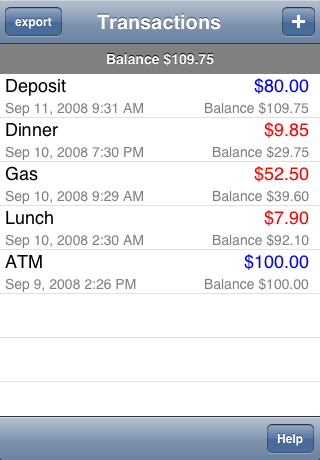 export Transactions +
Balance $109.75
Deposit $80.00
Sep 11, 2008 9:31 AM Balance $109.75
Dinner $9.85
Sep 10, 2008 7:30 PM Balance $29.75
Gas $52.50
Sep 10, 2008 9:29 AM Balance $39.60
Lunch $7.90
Sep 10, 2008 2:30 AM Balance $92.10
ATM $100.00
Sep 9, 2008 2:26 PM Balance $100.00
Help